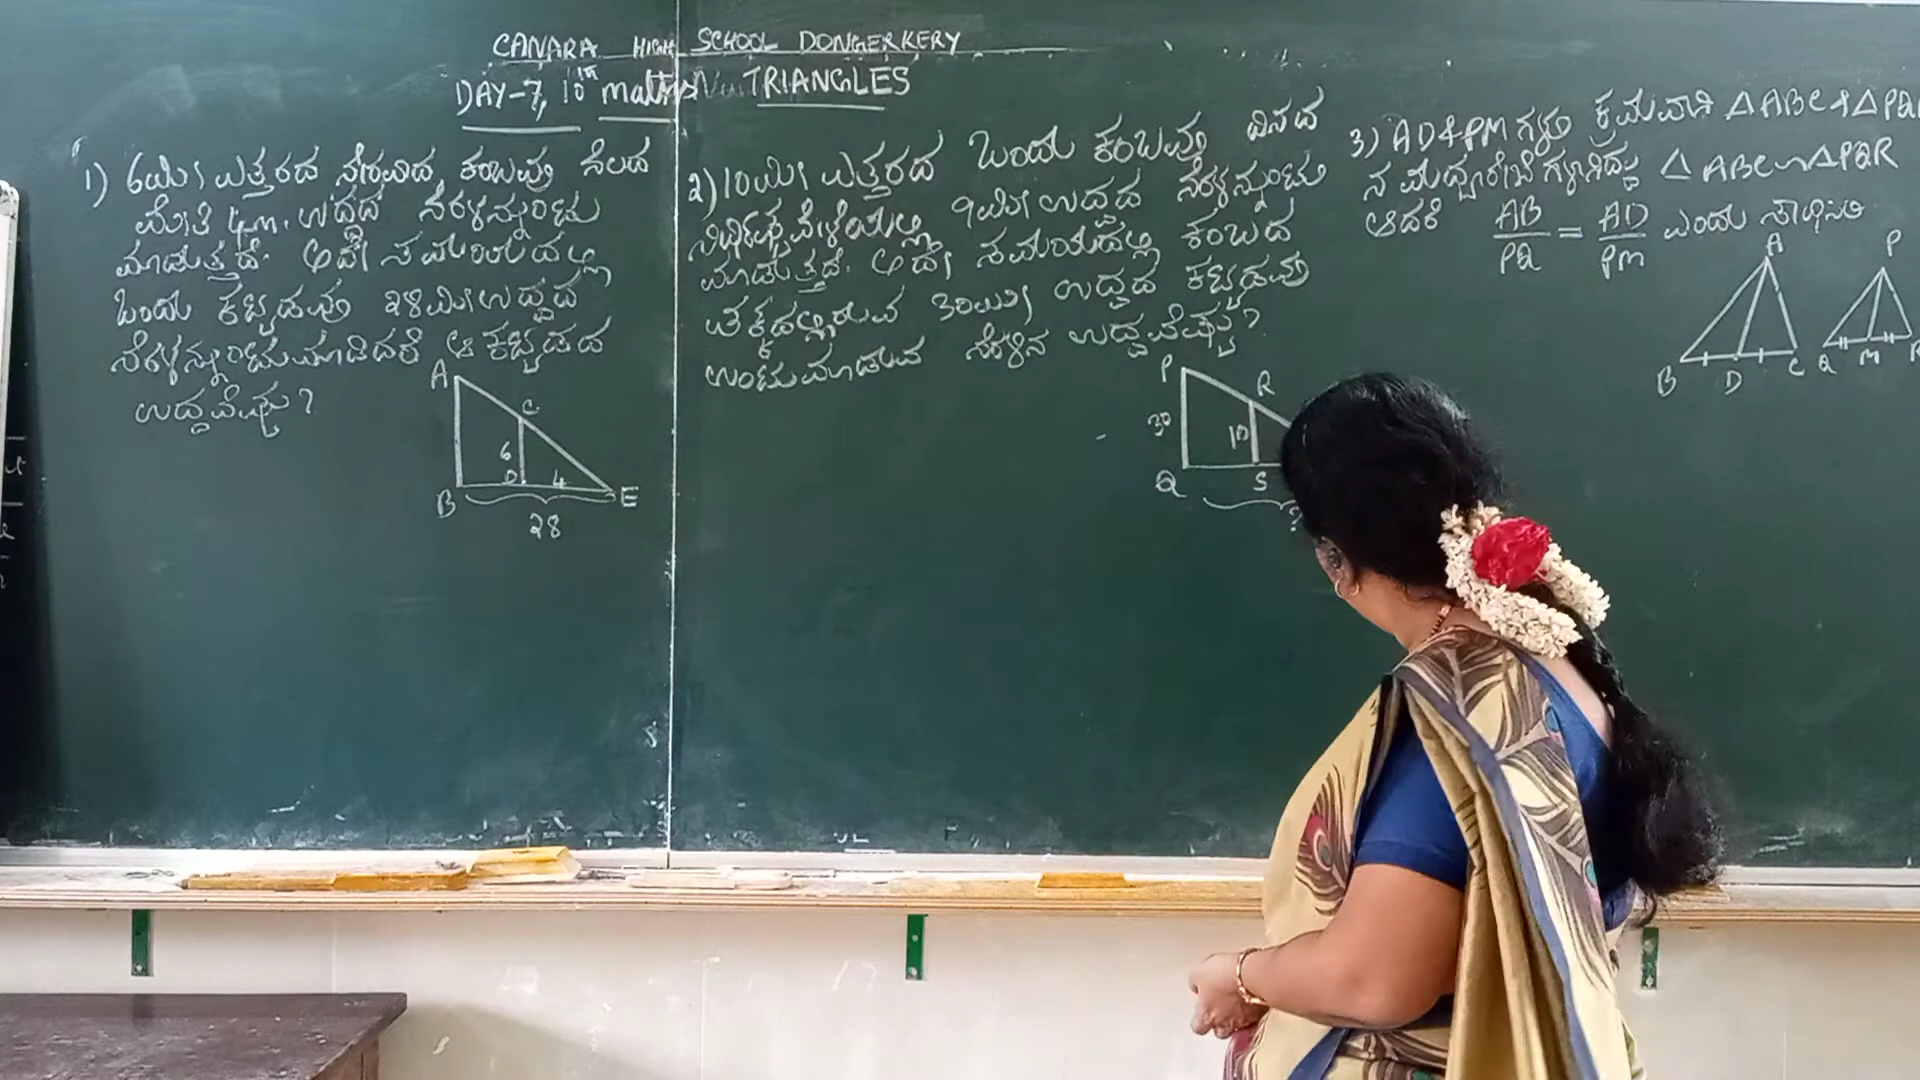 CANARA HIGH SCHOOL DONGERKERY
DAY-7, 10th maths TRIANGLES
1) 6ಮೀ ಎತ್ತರದ ನೇರವಾದ ಕಂಬವು ನೆಲದ
ಮೇಲೆ 4m. ಉದ್ದದ ನೆರಳನ್ನುಂಟು
ಮಾಡುತ್ತದೆ. ಅದೇ ಸಮಯದಲ್ಲಿ
ಒಂದು ಕಟ್ಟಡವು 28ಮೀ ಉದ್ದದ
ನೆರಳನ್ನುಂಟುಮಾಡಿದರೆ ಆ ಕಟ್ಟಡದ
ಉದ್ದವೆಷ್ಟು?
A
C
6
D 4
B E
28
2) 10ಮೀ ಎತ್ತರದ ಒಂದು ಕಂಬವು ದಿನದ
ನಿರ್ಧಿಷ್ಟ ವೇಳೆಯಲ್ಲಿ 9ಮೀ ಉದ್ದದ ನೆರಳನ್ನುಂಟು
ಮಾಡುತ್ತದೆ. ಅದೇ ಸಮಯದಲ್ಲಿ ಕಂಬದ
ಪಕ್ಕದಲ್ಲಿರುವ 30ಮೀ ಉದ್ದದ ಕಟ್ಟಡವು
ಉಂಟುಮಾಡುವ ನೆರಳಿನ ಉದ್ದವೆಷ್ಟು?
P
R
30 10
Q S
?
3) AD & PM ಗಳು ಕ್ರಮವಾಗಿ △ABC & △PQR
ನ ಮಧ್ಯರೇಖೆಗಳಾಗಿದ್ದು △ABC ~ △PQR
ಆದರೆ AB/PQ = AD/PM ಎಂದು ಸಾಧಿಸಿರಿ
A P
B D C Q M R